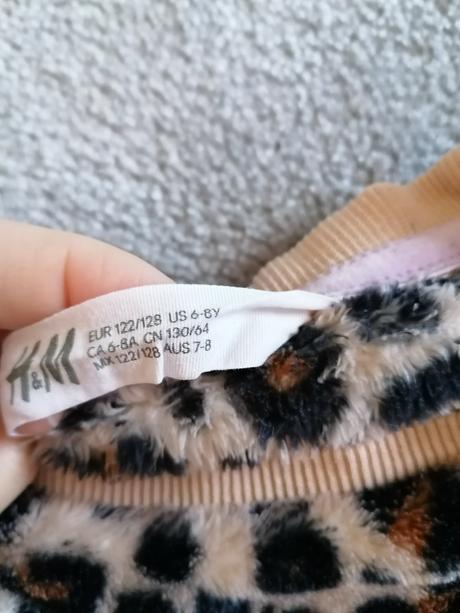 H&M
EUR 122/128 US 6-8Y
CA 6-8A CN 130/64
MX 122/128 AUS 7-8